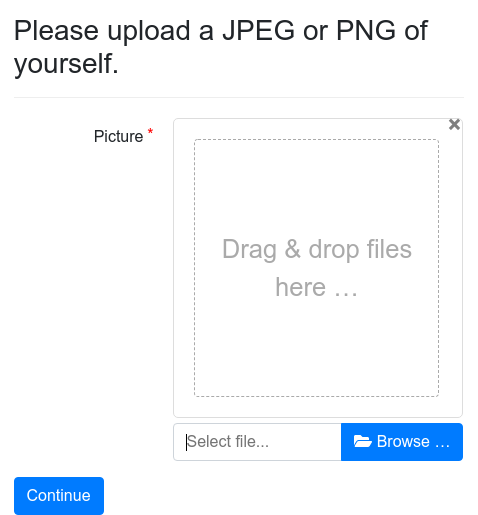 Please upload a JPEG or PNG of
yourself.
Picture *
×
Drag & drop files
here …
Select file...
Browse …
Continue